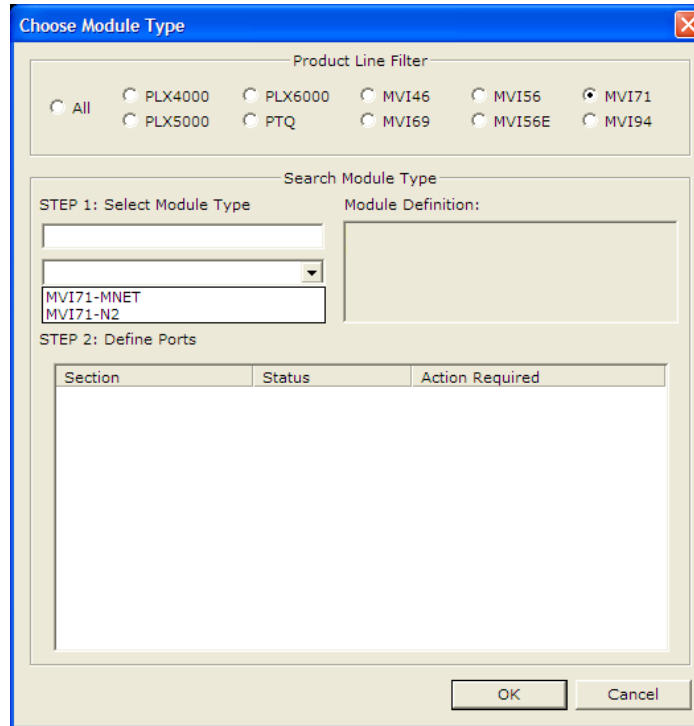 Choose Module Type
Product Line Filter
All
PLX4000 PLX6000 MVI46 MVI56 MVI71
PLX5000 PTQ MVI69 MVI56E MVI94
Search Module Type
STEP 1: Select Module Type Module Definition:
MVI71-MNET
MVI71-N2
STEP 2: Define Ports
Section Status Action Required
OK Cancel